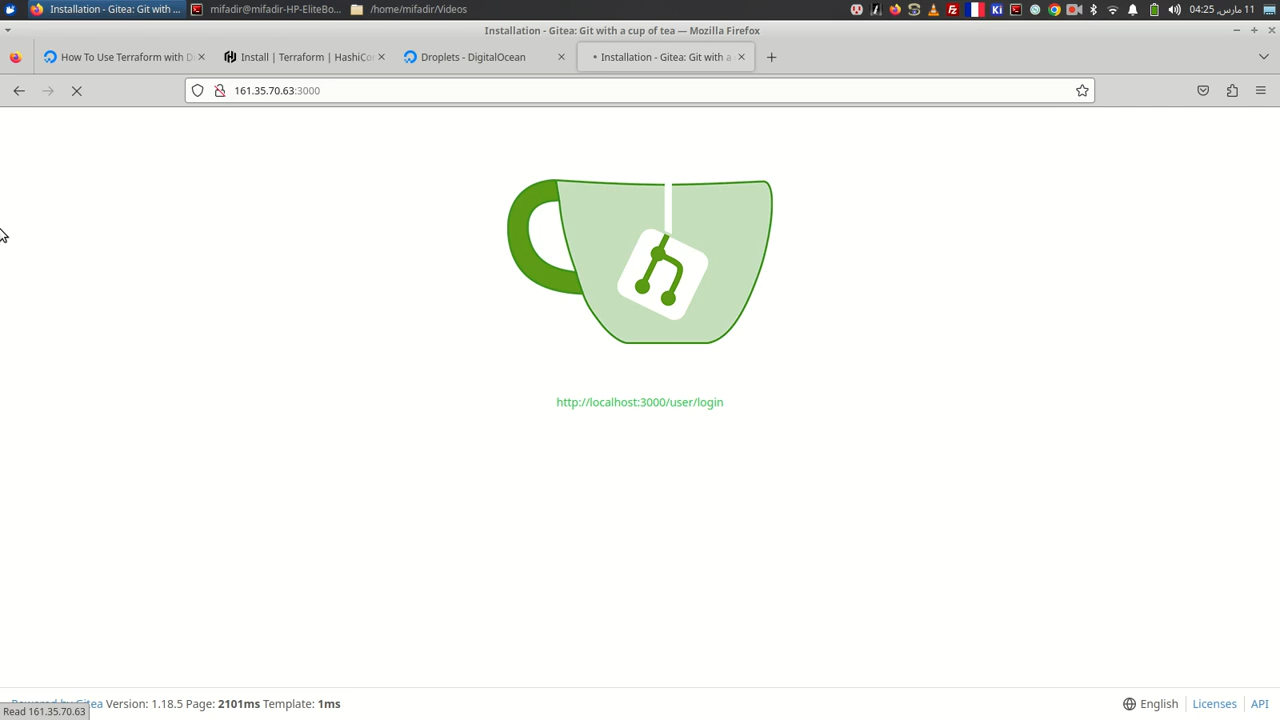 Installation - Gitea: Git with ...
mifadir@mifadir-HP-EliteBo...
/home/mifadir/Videos
04:25 ,مارس 11
Installation - Gitea: Git with a cup of tea — Mozilla Firefox
How To Use Terraform with D
Install | Terraform | HashiCo
Droplets - DigitalOcean
Installation - Gitea: Git with a
161.35.70.63:3000
http://localhost:3000/user/login
Gitea Version: 1.18.5 Page: 2101ms Template: 1ms
English
Licenses
API
Read 161.35.70.63